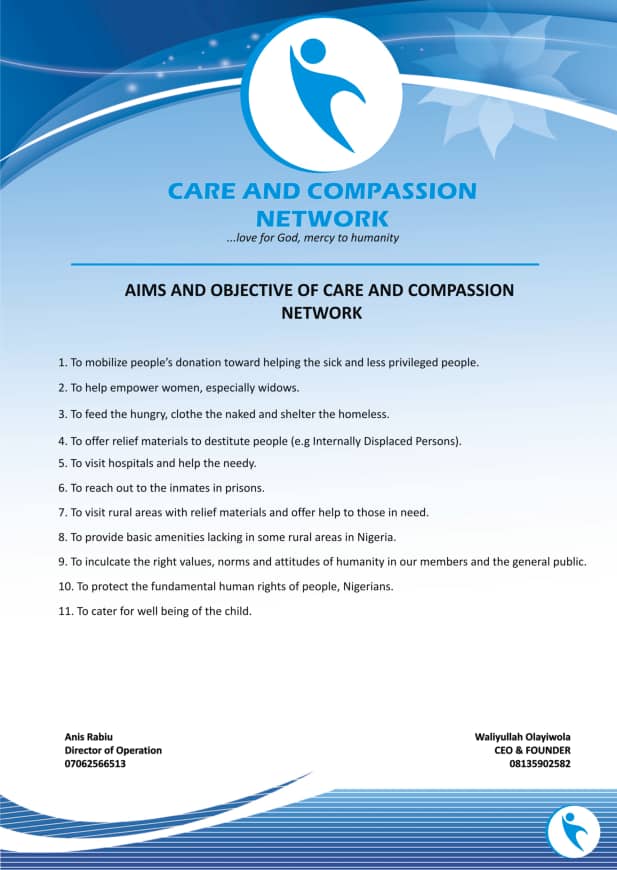 CARE AND COMPASSION
NETWORK
...love for God, mercy to humanity
AIMS AND OBJECTIVE OF CARE AND COMPASSION
NETWORK
1. To mobilize people’s donation toward helping the sick and less privileged people.
2. To help empower women, especially widows.
3. To feed the hungry, clothe the naked and shelter the homeless.
4. To offer relief materials to destitute people (e.g Internally Displaced Persons).
5. To visit hospitals and help the needy.
6. To reach out to the inmates in prisons.
7. To visit rural areas with relief materials and offer help to those in need.
8. To provide basic amenities lacking in some rural areas in Nigeria.
9. To inculcate the right values, norms and attitudes of humanity in our members and the general public.
10. To protect the fundamental human rights of people, Nigerians.
11. To cater for well being of the child.
Anis Rabiu
Director of Operation
07062566513
Waliyullah Olayiwola
CEO & FOUNDER
08135902582